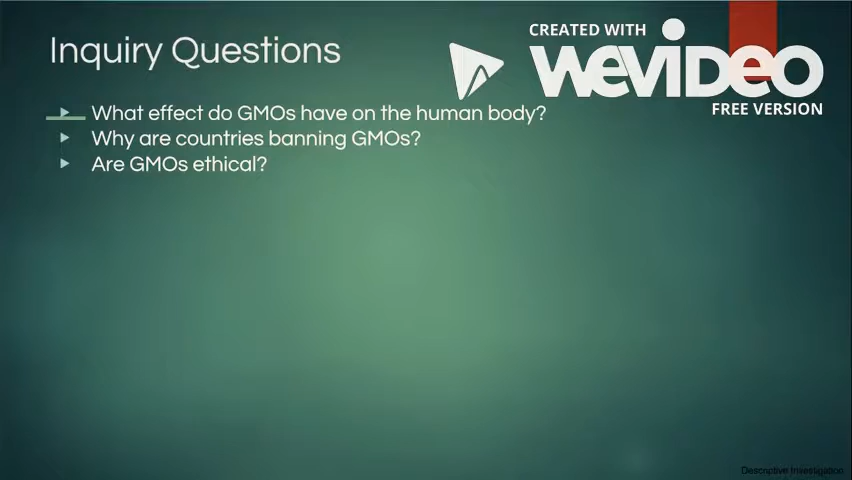 Inquiry Questions
CREATED WITH
WeVIDEO
FREE VERSION
What effect do GMOs have on the human body?
Why are countries banning GMOs?
Are GMOs ethical?
Descriptive Investigation